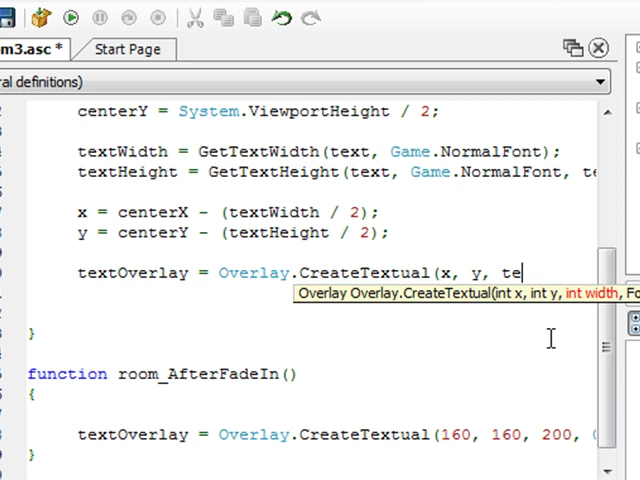 m3.asc * Start Page
ral definitions)
centerY = System.ViewportHeight / 2;
textWidth = GetTextWidth(text, Game.NormalFont);
textHeight = GetTextHeight(text, Game.NormalFont, te
x = centerX - (textWidth / 2);
y = centerY - (textHeight / 2);
textOverlay = Overlay.CreateTextual(x, y, te
Overlay Overlay.CreateTextual(int x, int y, int width, Fo
}
function room_AfterFadeIn()
{
textOverlay = Overlay.CreateTextual(160, 160, 200,
}